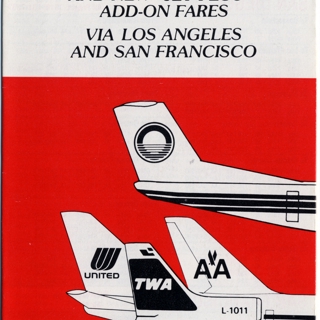 ADD-ON FARES
VIA LOS ANGELES
AND SAN FRANCISCO
UNITED
TWA
AA
L-1011